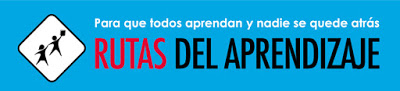 Para que todos aprendan y nadie se quede atrás
RUTAS DEL APRENDIZAJE